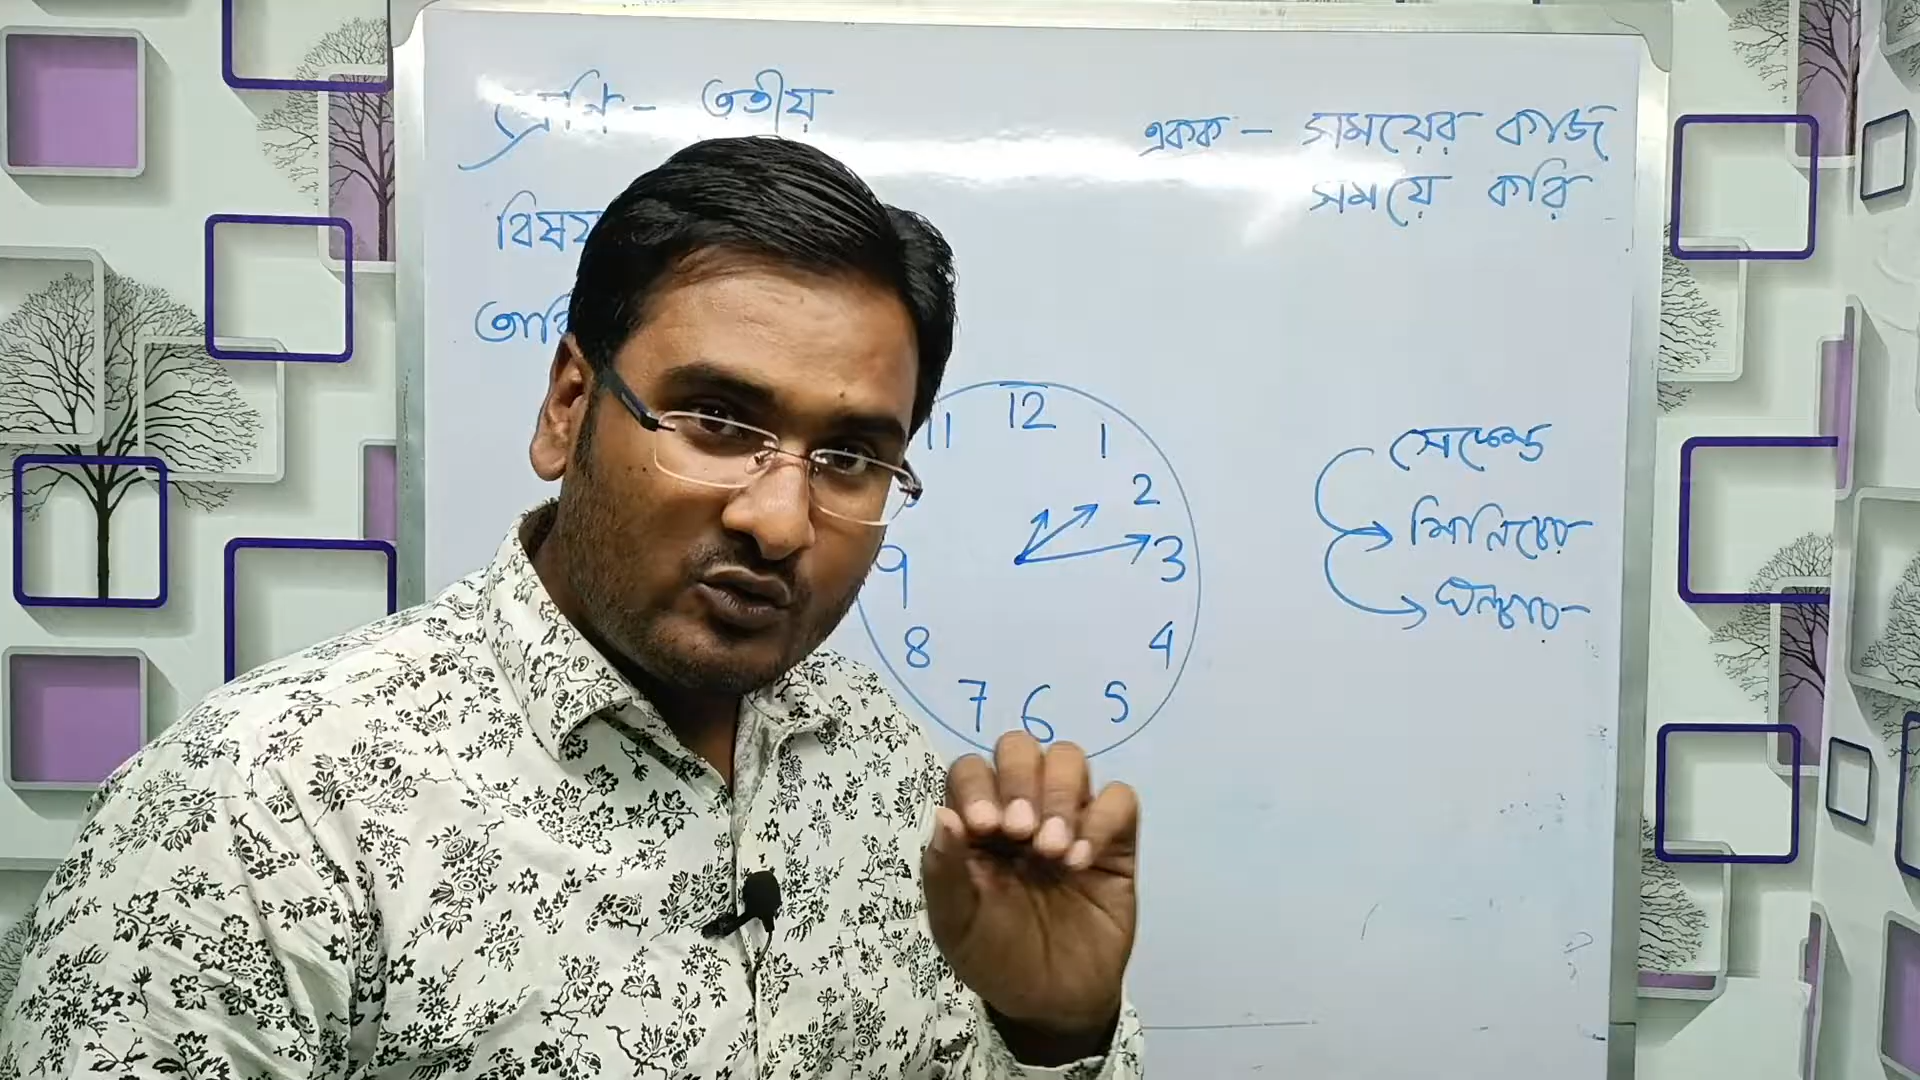 শ্রেণি - তৃতীয়
একক - সময়ের কাজ
সময়ে করি
বিষয়
12
11
1
2
3
9
4
8
5
7
6
সেকেন্ড
মিনিটের
ঘন্টার